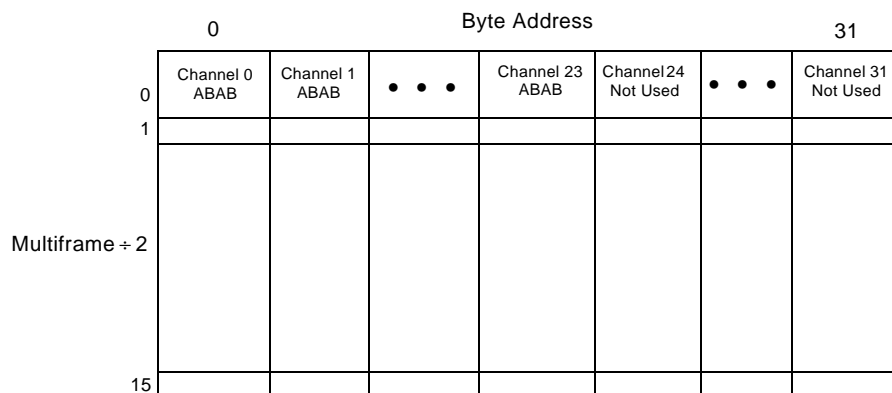 Byte Address
0
31
Channel 0
ABAB
Channel 1
ABAB
• • •
Channel 23
ABAB
Channel24
Not Used
• • •
Channel 31
Not Used
0
1
Multiframe ÷ 2
15